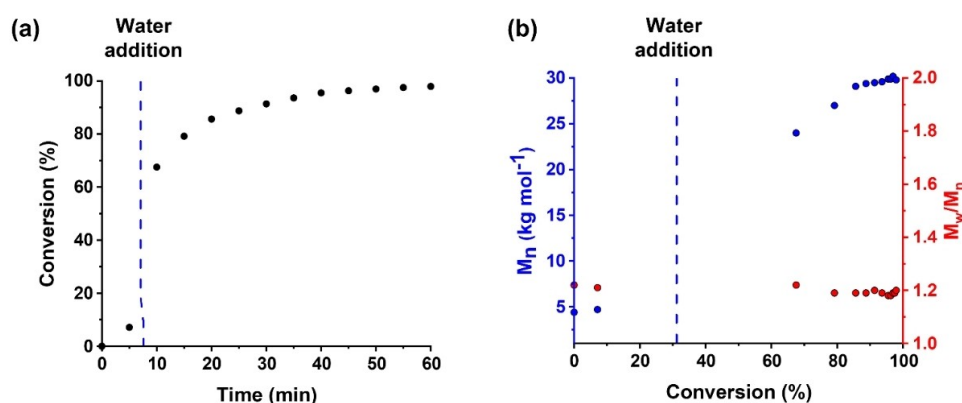 (a)
Water
addition
Conversion (%)
100
80
60
40
20
0
0
10
20
30
40
50
60
Time (min)
(b)
Water
addition
Mn (kg mol-1)
30
25
20
15
10
5
0
20
40
60
80
100
Conversion (%)
2.0
1.8
1.6
1.4
1.2
1.0
Mw/Mn